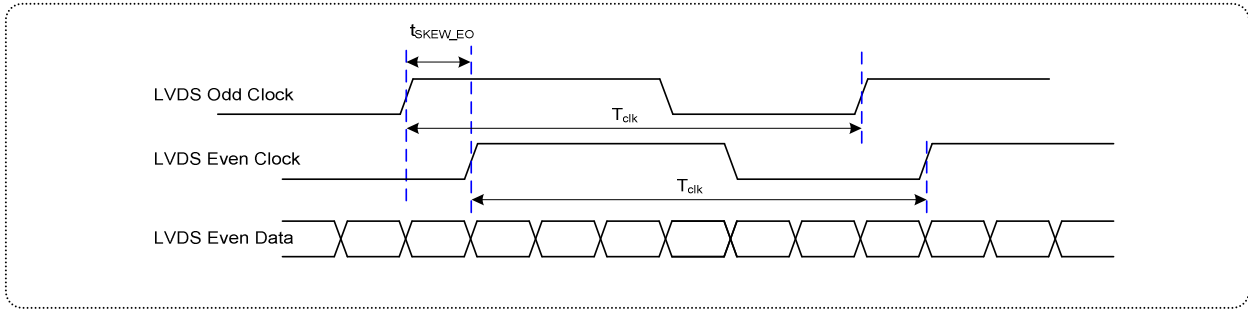 tSKEW_EO
LVDS Odd Clock
Tclk
LVDS Even Clock
Tclk
LVDS Even Data